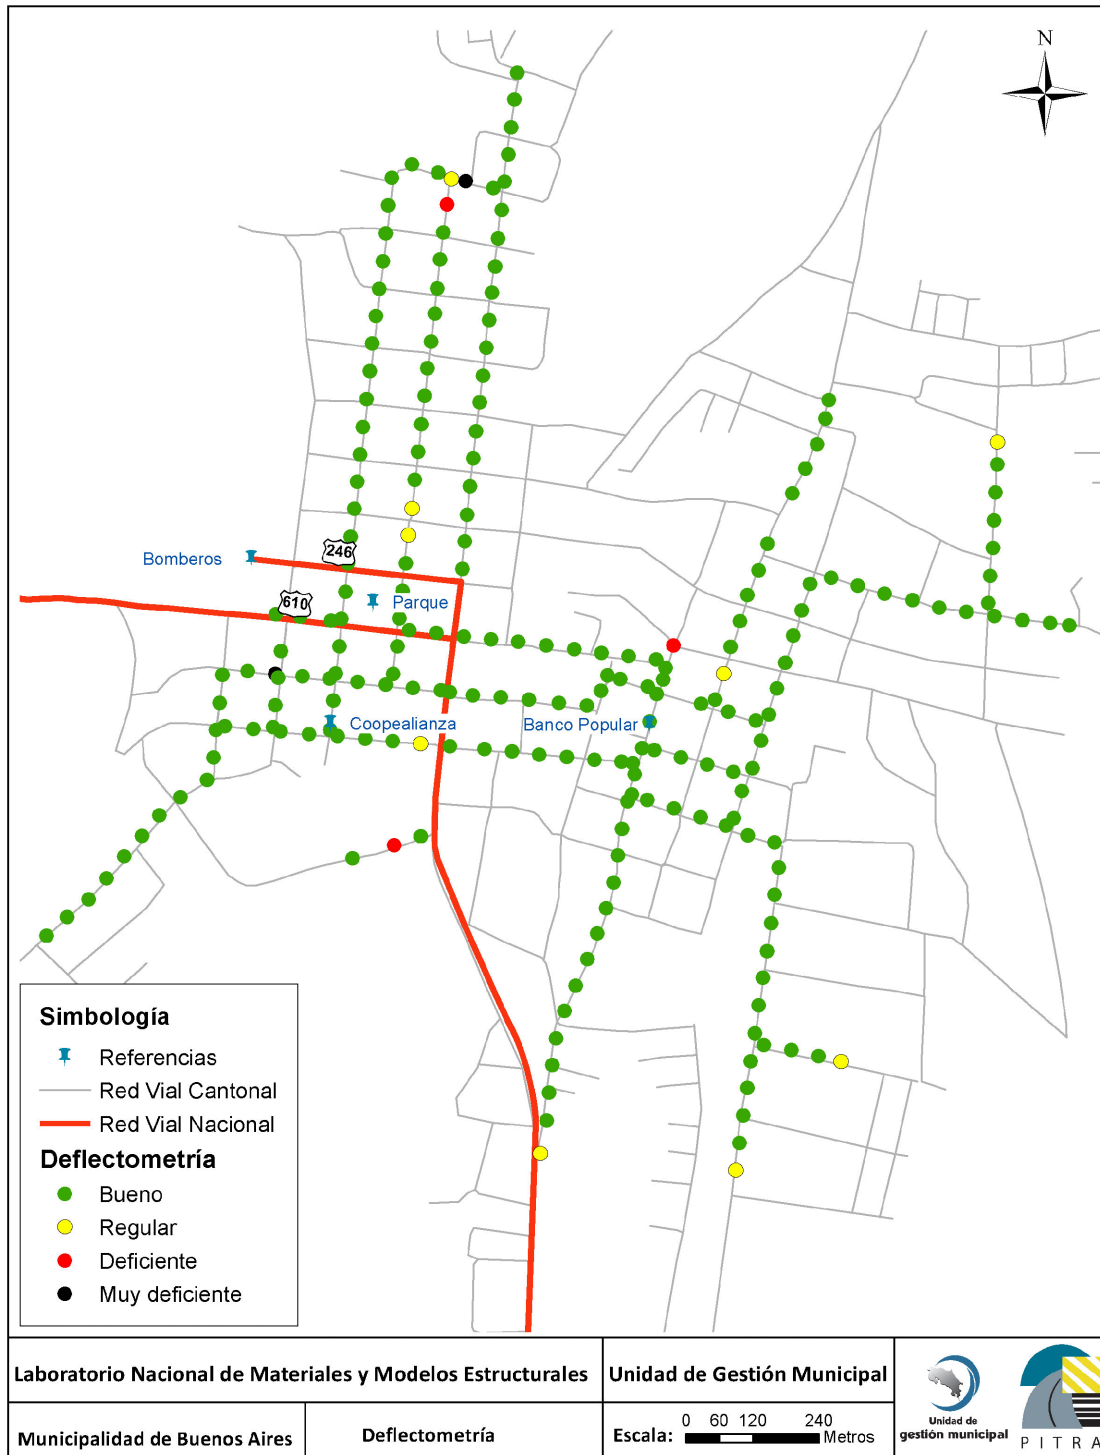 N
246
Bomberos
610
Parque
Coopealianza
Banco Popular
Simbología
Referencias
Red Vial Cantonal
Red Vial Nacional
Deflectometría
Bueno
Regular
Deficiente
Muy deficiente
Laboratorio Nacional de Materiales y Modelos Estructurales
Unidad de Gestión Municipal
Municipalidad de Buenos Aires
Deflectometría
Escala:
0 60 120 240
Metros
Unidad de
gestión municipal
PITRA